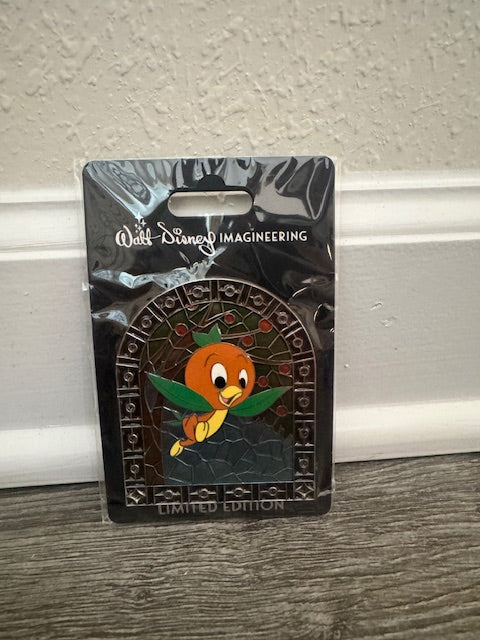 Walt Disney IMAGINEERING
LIMITED EDITION